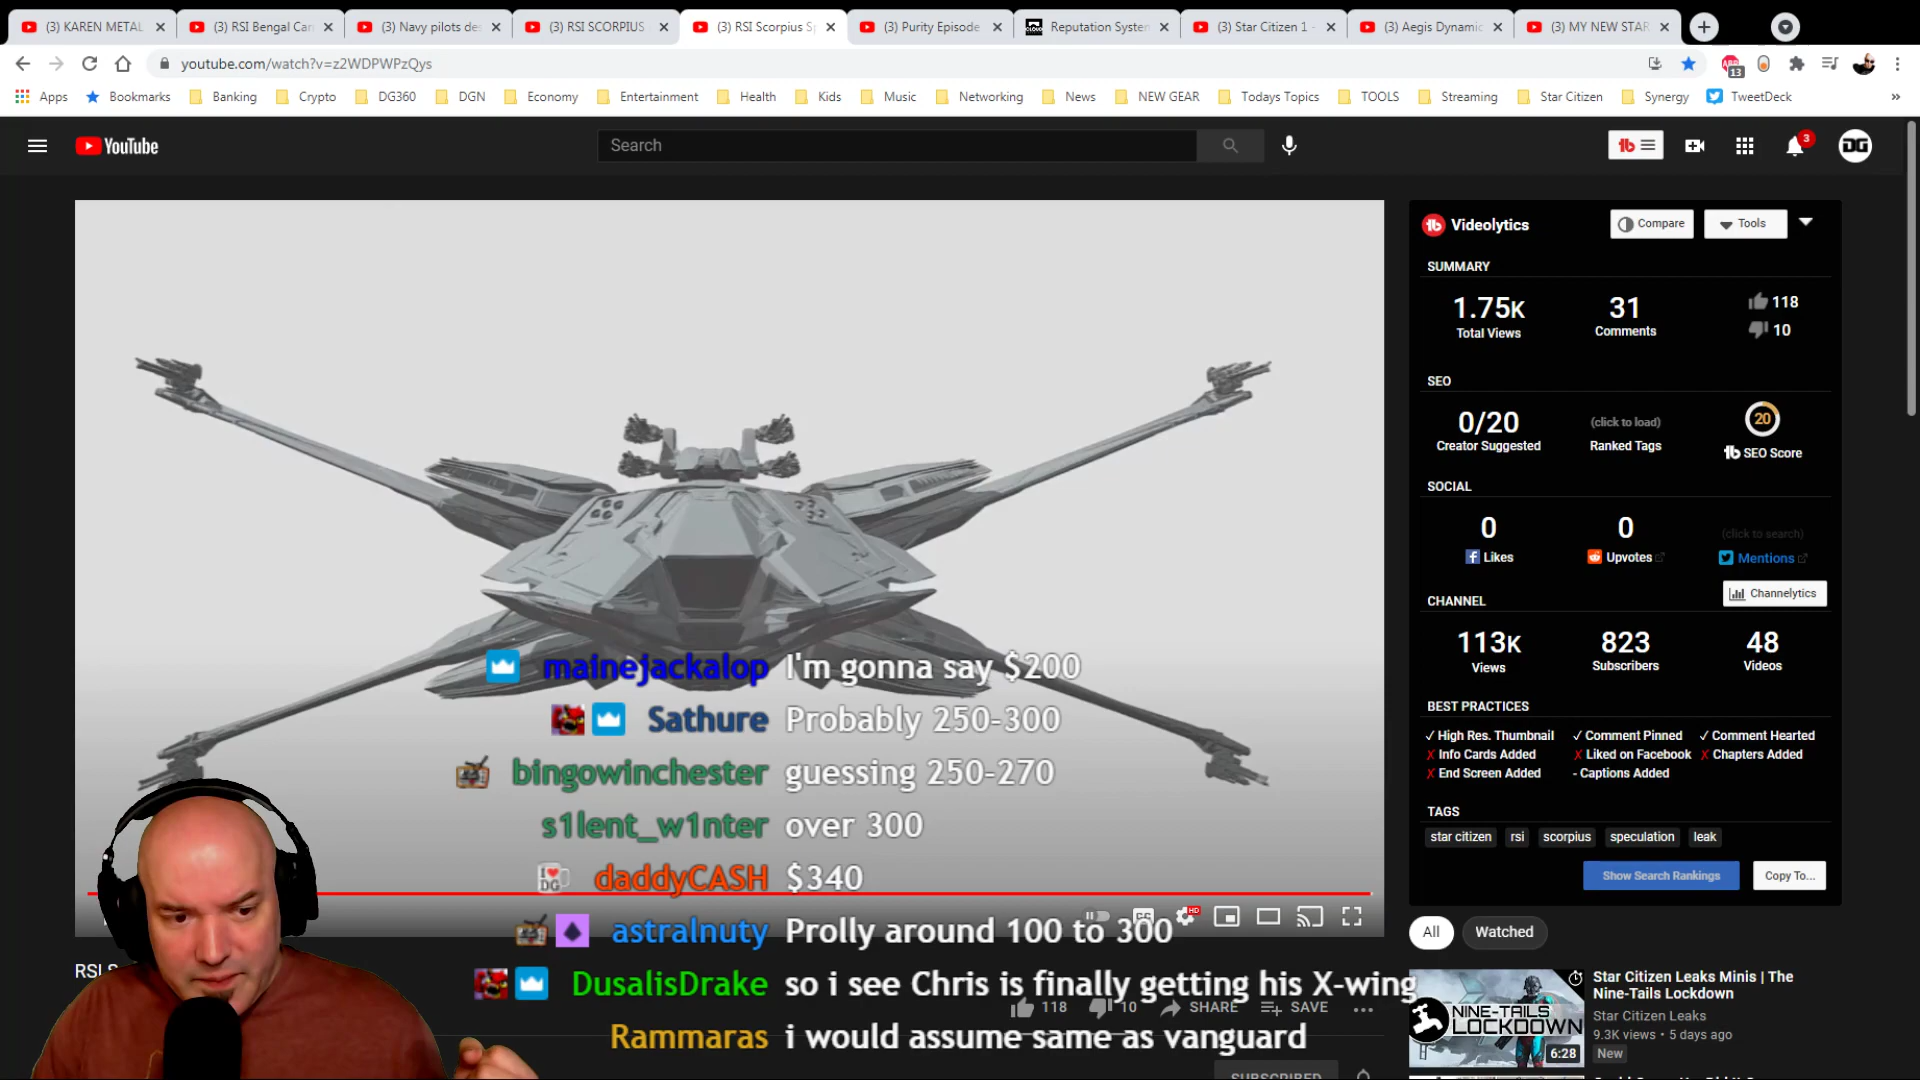 (3) KAREN METAL
(3) RSI Bengal Carr
(3) Navy pilots des
(3) RSI SCORPIUS
(3) RSI Scorpius Sp
(3) Purity Episode
Reputation System
(3) Star Citizen 1 -
(3) Aegis Dynamic
(3) MY NEW STAR
youtube.com/watch?v=z2WDPWPzQys
13
Apps Bookmarks Banking Crypto DG360 DGN Economy Entertainment Health Kids Music Networking News NEW GEAR Todays Topics TOOLS Streaming Star Citizen Synergy TweetDeck »
YouTube
Search
3
DG
Videolytics
Compare
Tools
SUMMARY
1.75K
Total Views
31
Comments
118
10
SEO
0/20
Creator Suggested
(click to load)
Ranked Tags
20
SEO Score
SOCIAL
0
Likes
0
Upvotes
(click to search)
Mentions
CHANNEL
Channelytics
113K
Views
823
Subscribers
48
Videos
BEST PRACTICES
✓ High Res. Thumbnail ✓ Comment Pinned ✓ Comment Hearted
✗ Info Cards Added ✗ Liked on Facebook ✗ Chapters Added
✗ End Screen Added - Captions Added
TAGS
star citizen rsi scorpius speculation leak
Show Search Rankings
Copy To...
mainejackalop I'm gonna say $200
Sathure Probably 250-300
bingowinchester guessing 250-270
s1lent_w1nter over 300
daddyCASH $340
astralnuty Prolly around 100 to 300
DusalisDrake so i see Chris is finally getting his X-wing
Rammaras i would assume same as vanguard
HD
RSI S
118 10 SHARE SAVE
SUBSCRIBED
All
Watched
NINE-TAILS
LOCKDOWN
6:28
Star Citizen Leaks Minis | The
Nine-Tails Lockdown
Star Citizen Leaks
9.3K views • 5 days ago
New